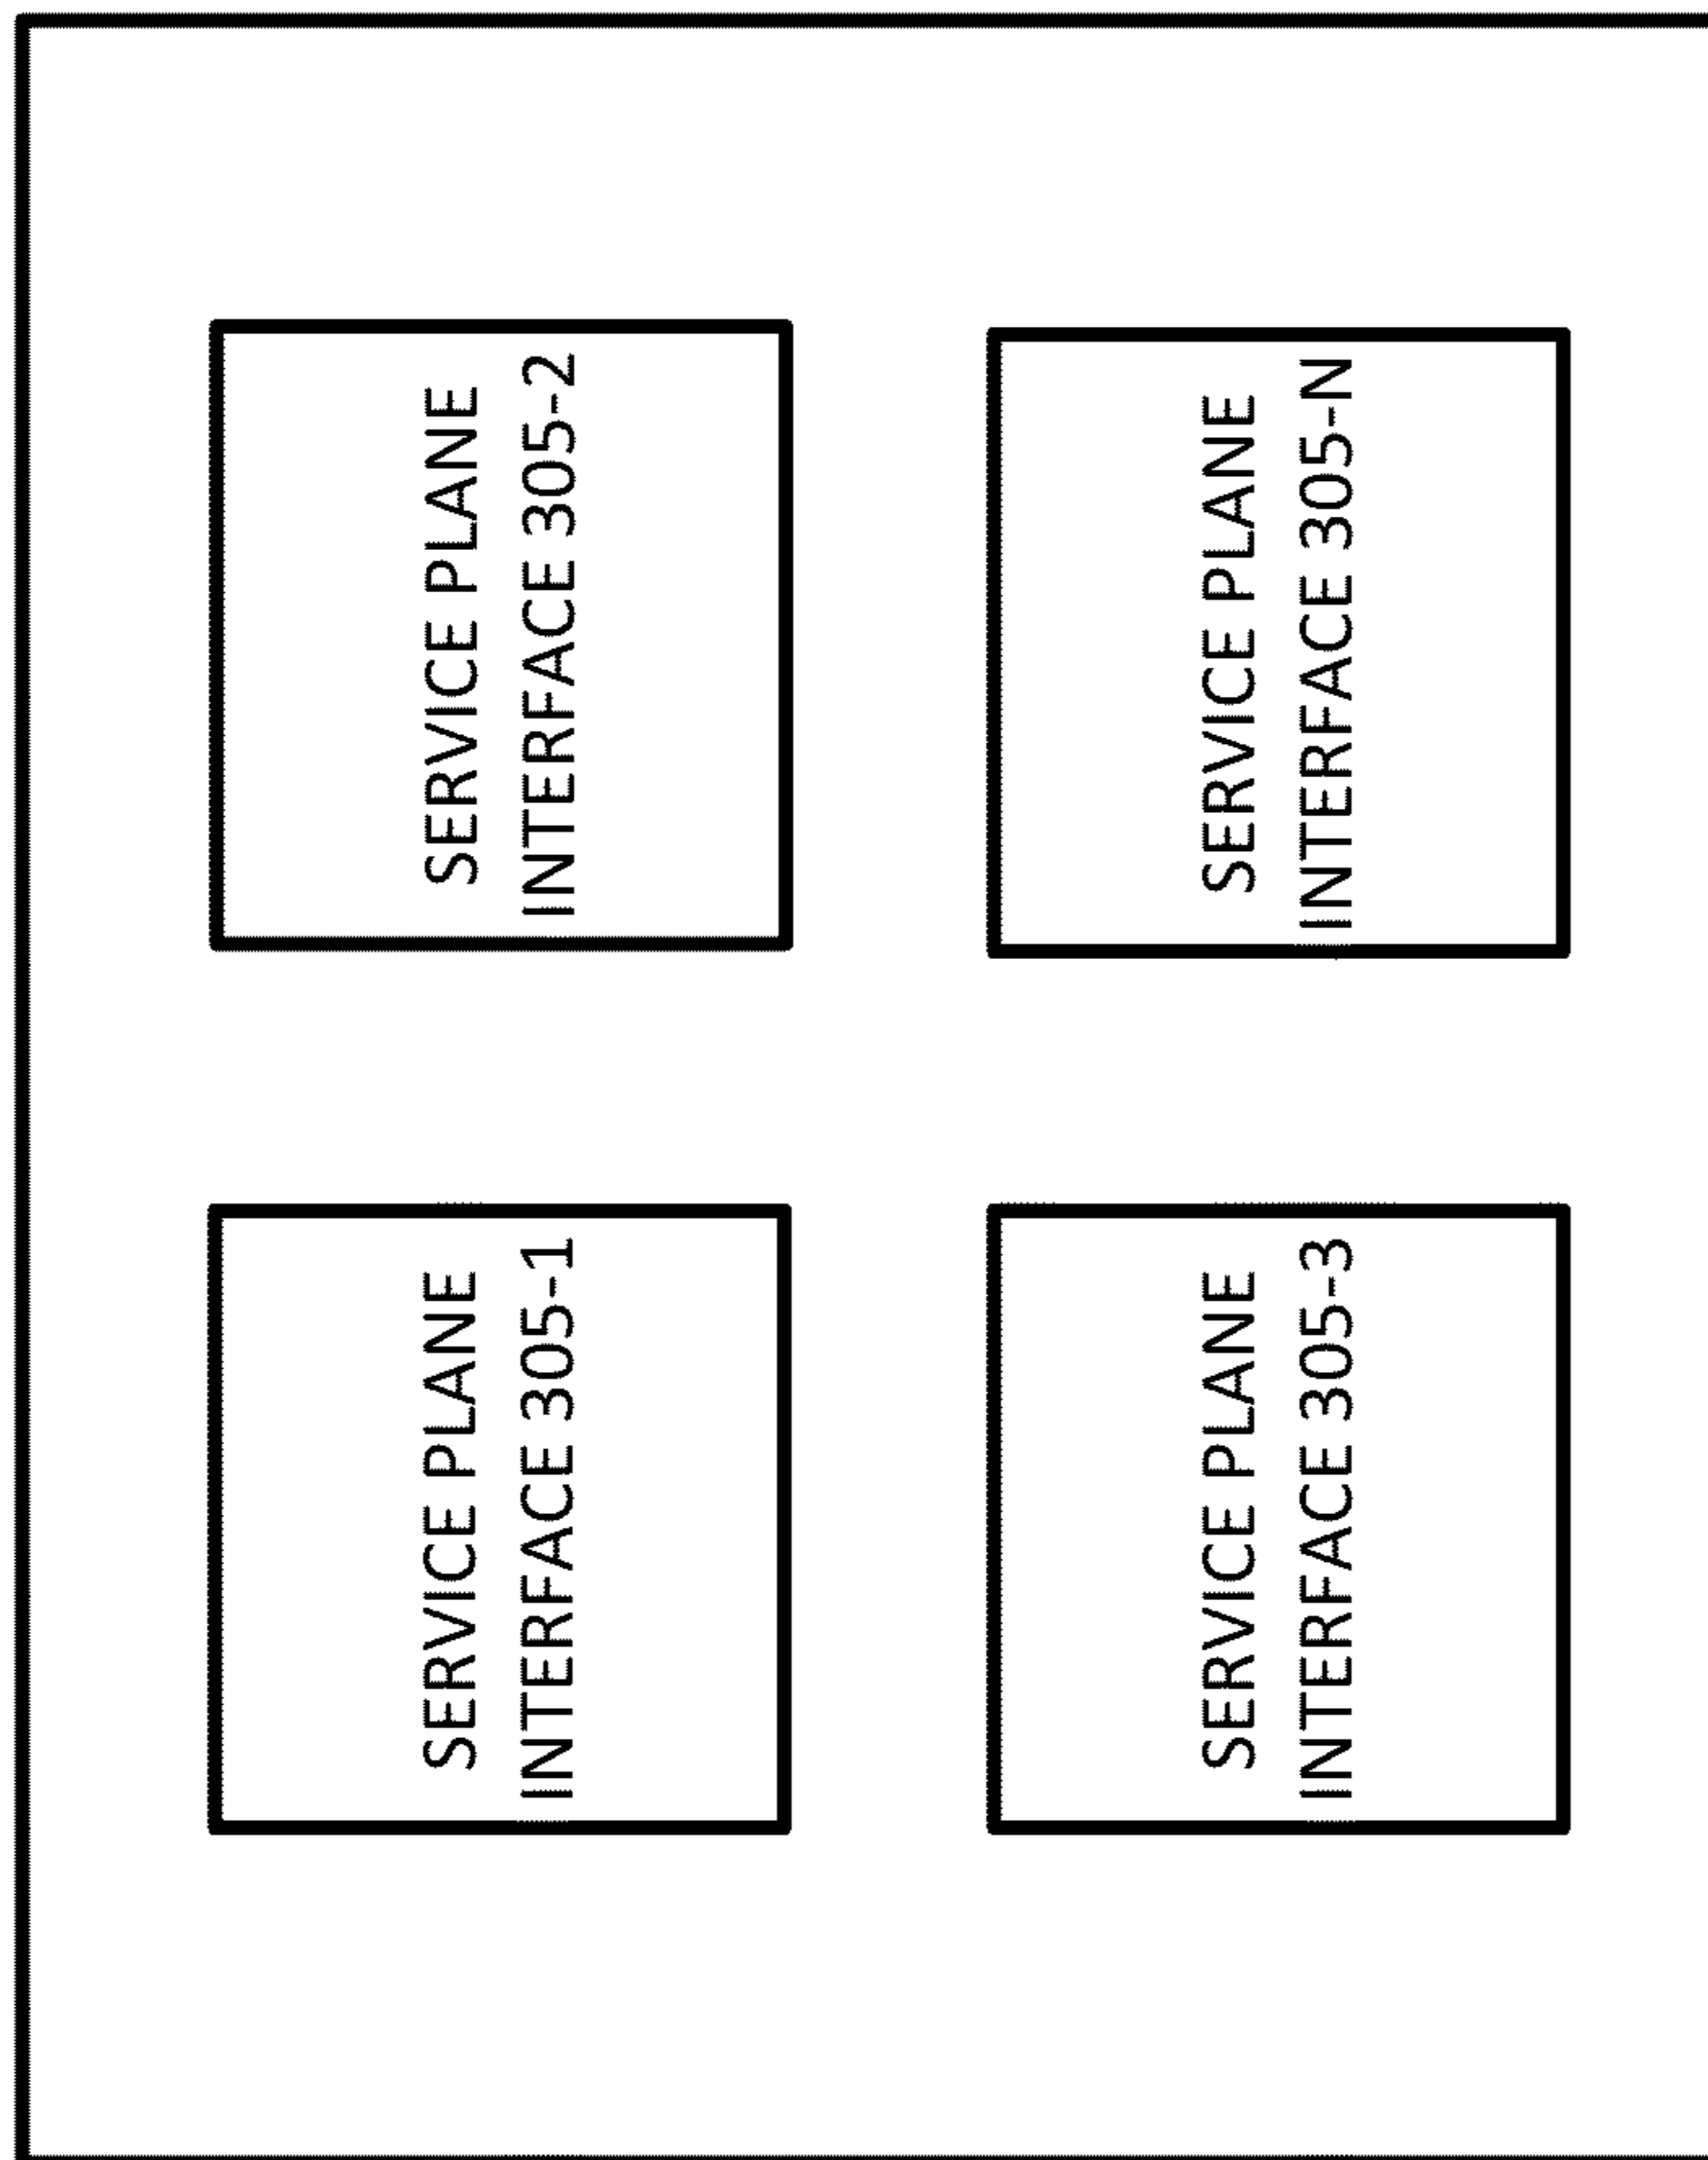 SERVICE PLANE
INTERFACE 305-1
SERVICE PLANE
INTERFACE 305-2
SERVICE PLANE
INTERFACE 305-3
SERVICE PLANE
INTERFACE 305-N